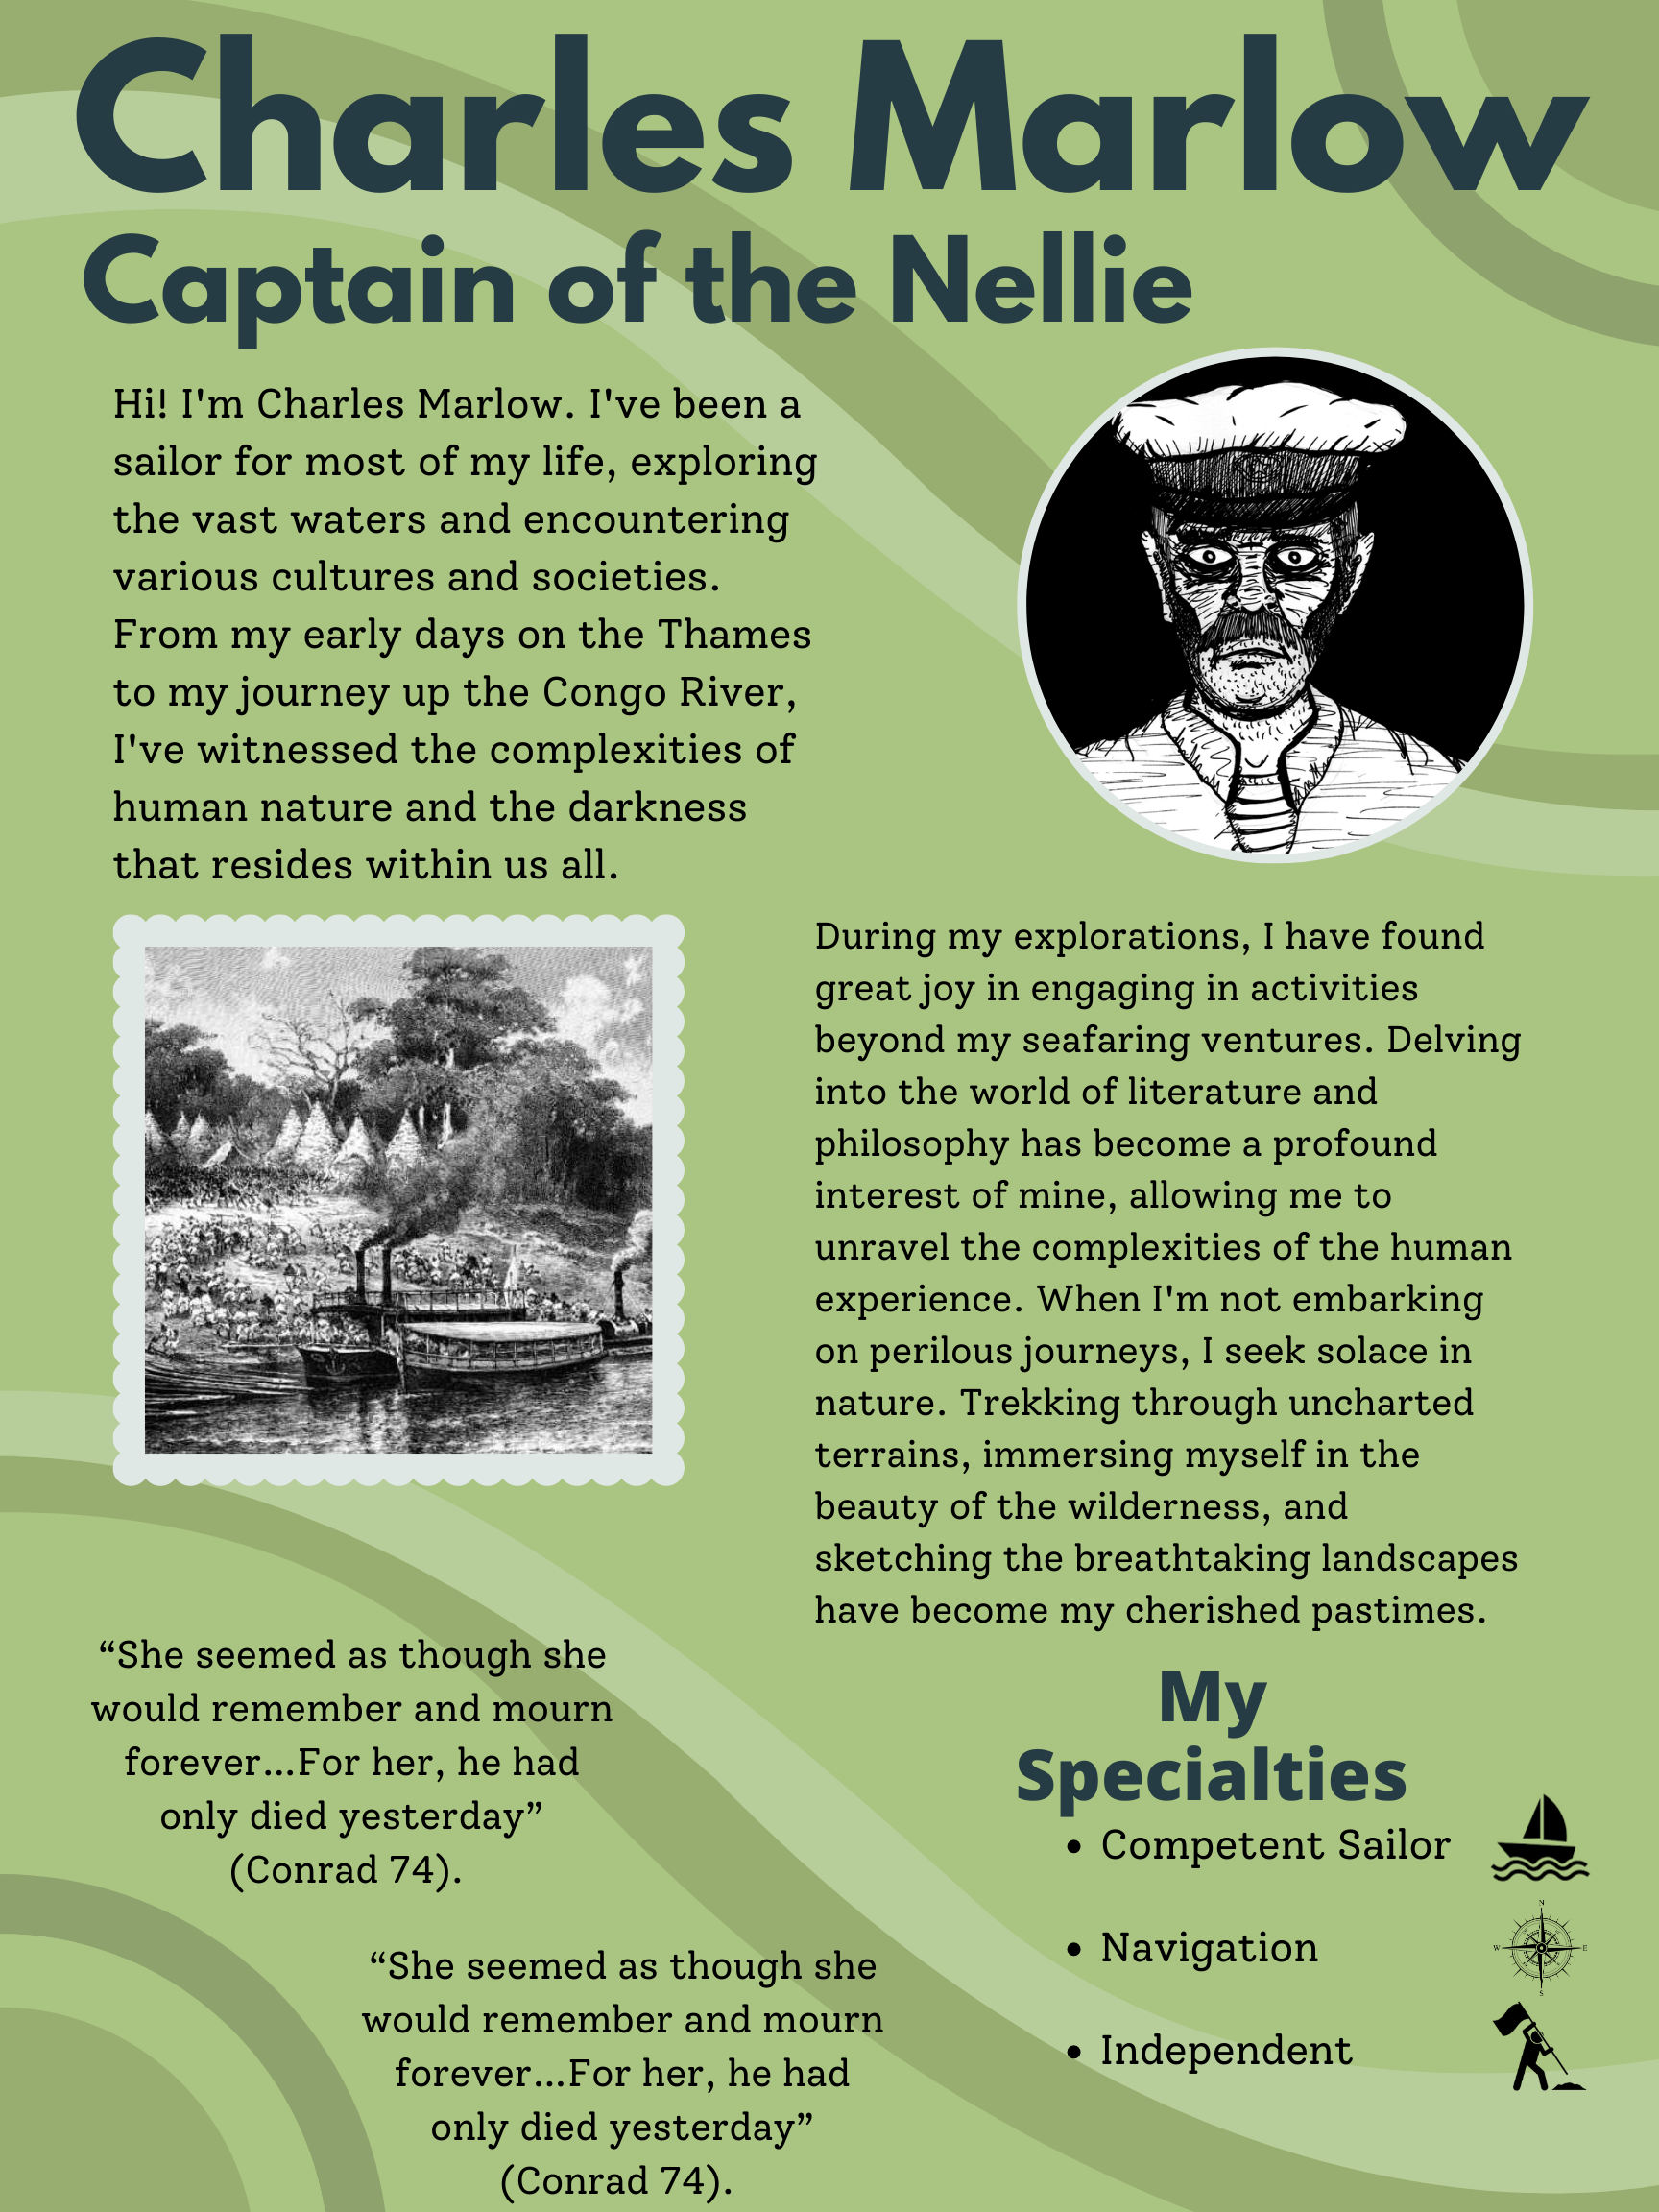 Charles Marlow
Captain of the Nellie
Hi! I'm Charles Marlow. I've been a
sailor for most of my life, exploring
the vast waters and encountering
various cultures and societies.
From my early days on the Thames
to my journey up the Congo River,
I've witnessed the complexities of
human nature and the darkness
that resides within us all.
During my explorations, I have found
great joy in engaging in activities
beyond my seafaring ventures. Delving
into the world of literature and
philosophy has become a profound
interest of mine, allowing me to
unravel the complexities of the human
experience. When I'm not embarking
on perilous journeys, I seek solace in
nature. Trekking through uncharted
terrains, immersing myself in the
beauty of the wilderness, and
sketching the breathtaking landscapes
have become my cherished pastimes.
“She seemed as though she
would remember and mourn
forever...For her, he had
only died yesterday”
(Conrad 74).
“She seemed as though she
would remember and mourn
forever...For her, he had
only died yesterday”
(Conrad 74).
My
Specialties
• Competent Sailor
• Navigation
N
W E
S
• Independent